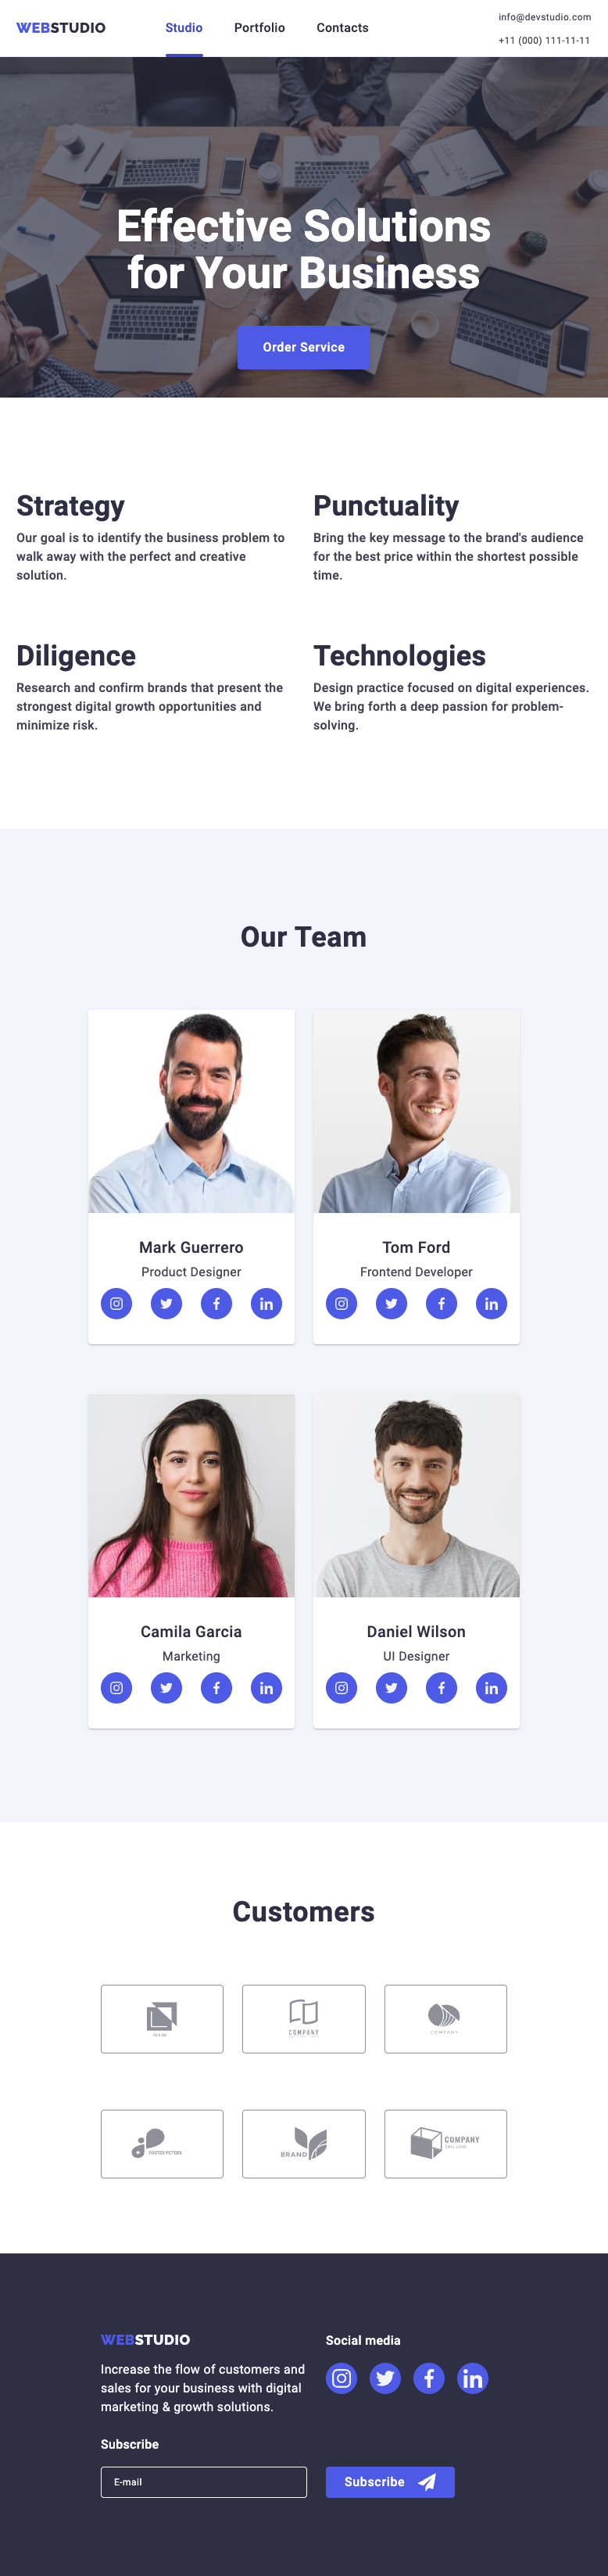 WEBSTUDIO
Studio
Portfolio
Contacts
info@devstudio.com
+11 (000) 111-11-11
Effective Solutions
for Your Business
Order Service
Strategy
Our goal is to identify the business problem to
walk away with the perfect and creative
solution.
Punctuality
Bring the key message to the brand's audience
for the best price within the shortest possible
time.
Diligence
Research and confirm brands that present the
strongest digital growth opportunities and
minimize risk.
Technologies
Design practice focused on digital experiences.
We bring forth a deep passion for problem-
solving.
Our Team
Mark Guerrero
Product Designer
Tom Ford
Frontend Developer
Camila Garcia
Marketing
Daniel Wilson
UI Designer
Customers
COMPANY
COMPANY
BRAND
COMPANY
WEBSTUDIO
Increase the flow of customers and
sales for your business with digital
marketing & growth solutions.
Social media
Subscribe
E-mail
Subscribe